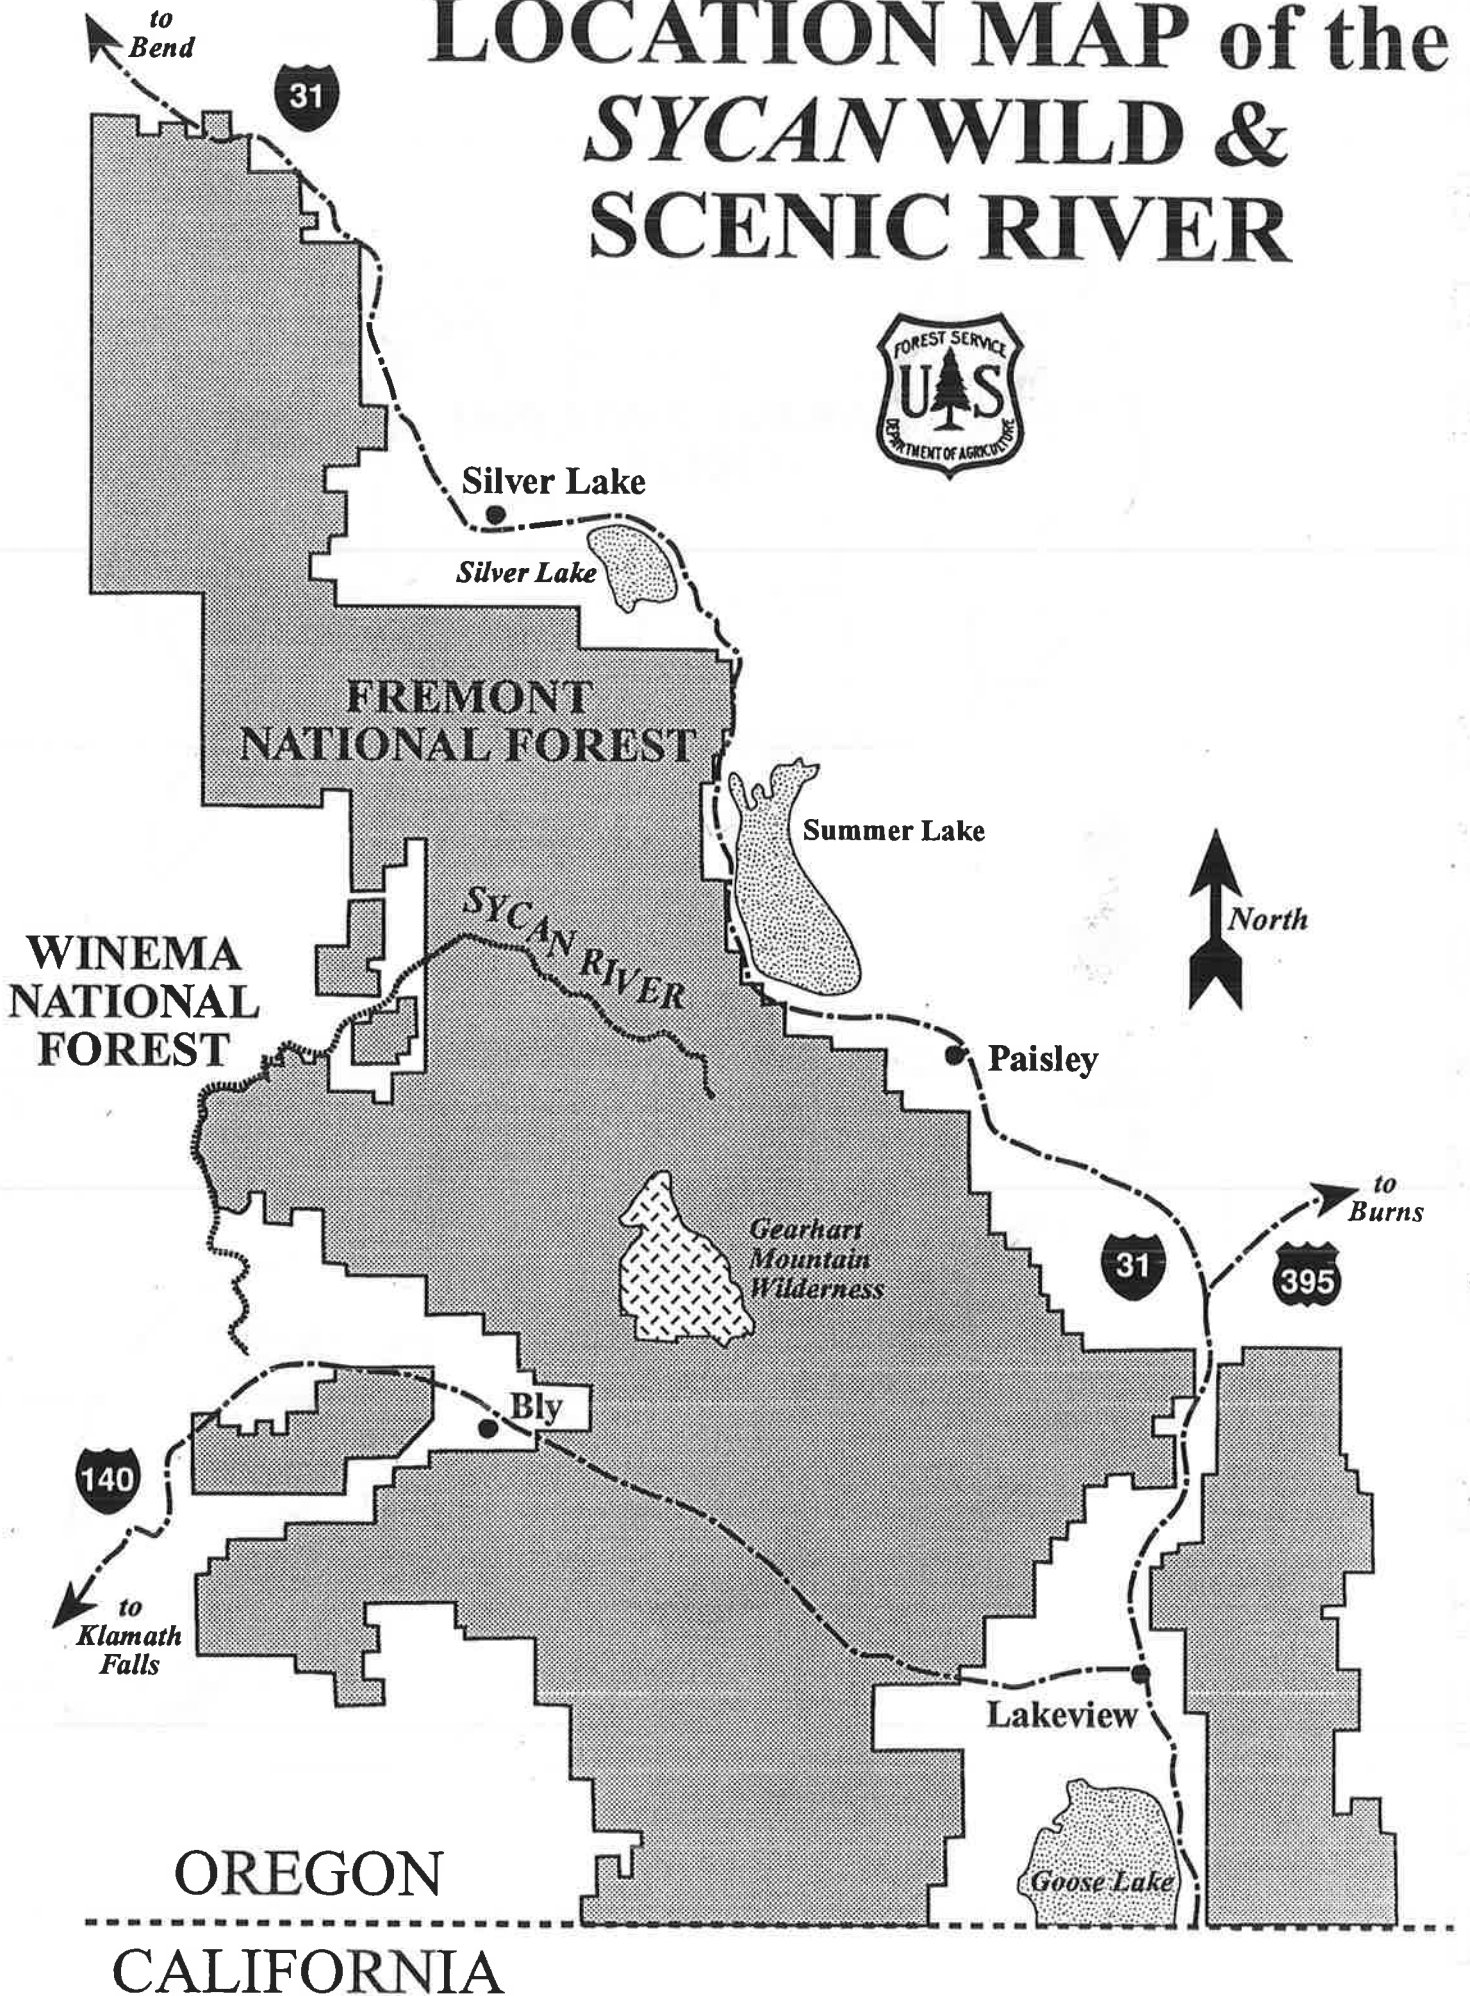 LOCATION MAP of the
SYCAN WILD &
SCENIC RIVER
to
Bend
31
FOREST SERVICE
U S
DEPARTMENT OF AGRICULTURE
Silver Lake
Silver Lake
FREMONT
NATIONAL FOREST
Summer Lake
SYCAN RIVER
North
WINEMA
NATIONAL
FOREST
Paisley
to
Burns
Gearhart
Mountain
Wilderness
31
395
Bly
140
to
Klamath
Falls
Lakeview
Goose Lake
OREGON
CALIFORNIA